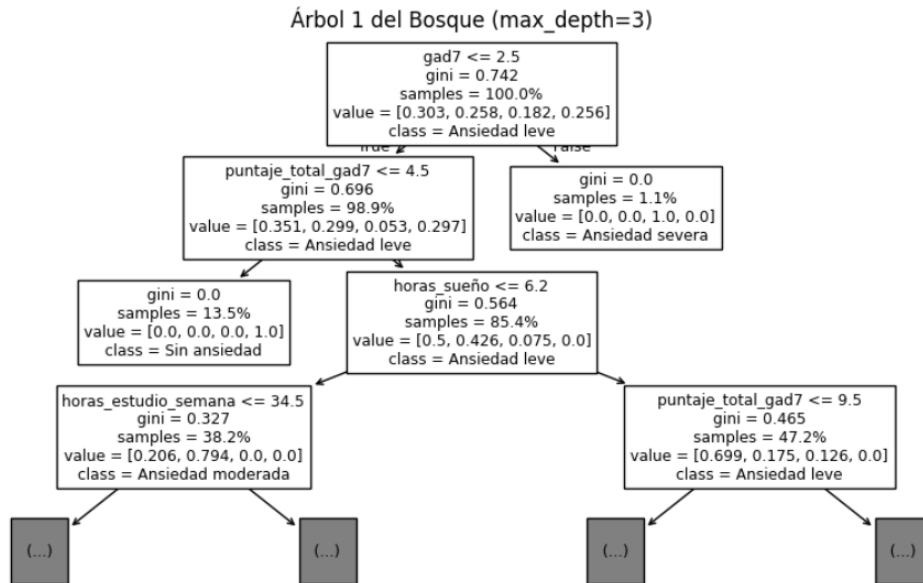 Árbol 1 del Bosque (max_depth=3)
gad7 <= 2.5
gini = 0.742
samples = 100.0%
value = [0.303, 0.258, 0.182, 0.256]
class = Ansiedad leve
True
False
puntaje_total_gad7 <= 4.5
gini = 0.696
samples = 98.9%
value = [0.351, 0.299, 0.053, 0.297]
class = Ansiedad leve
gini = 0.0
samples = 1.1%
value = [0.0, 0.0, 1.0, 0.0]
class = Ansiedad severa
gini = 0.0
samples = 13.5%
value = [0.0, 0.0, 0.0, 1.0]
class = Sin ansiedad
horas_sueño <= 6.2
gini = 0.564
samples = 85.4%
value = [0.5, 0.426, 0.075, 0.0]
class = Ansiedad leve
horas_estudio_semana <= 34.5
gini = 0.327
samples = 38.2%
value = [0.206, 0.794, 0.0, 0.0]
class = Ansiedad moderada
puntaje_total_gad7 <= 9.5
gini = 0.465
samples = 47.2%
value = [0.699, 0.175, 0.126, 0.0]
class = Ansiedad leve
(...)
(...)
(...)
(...)